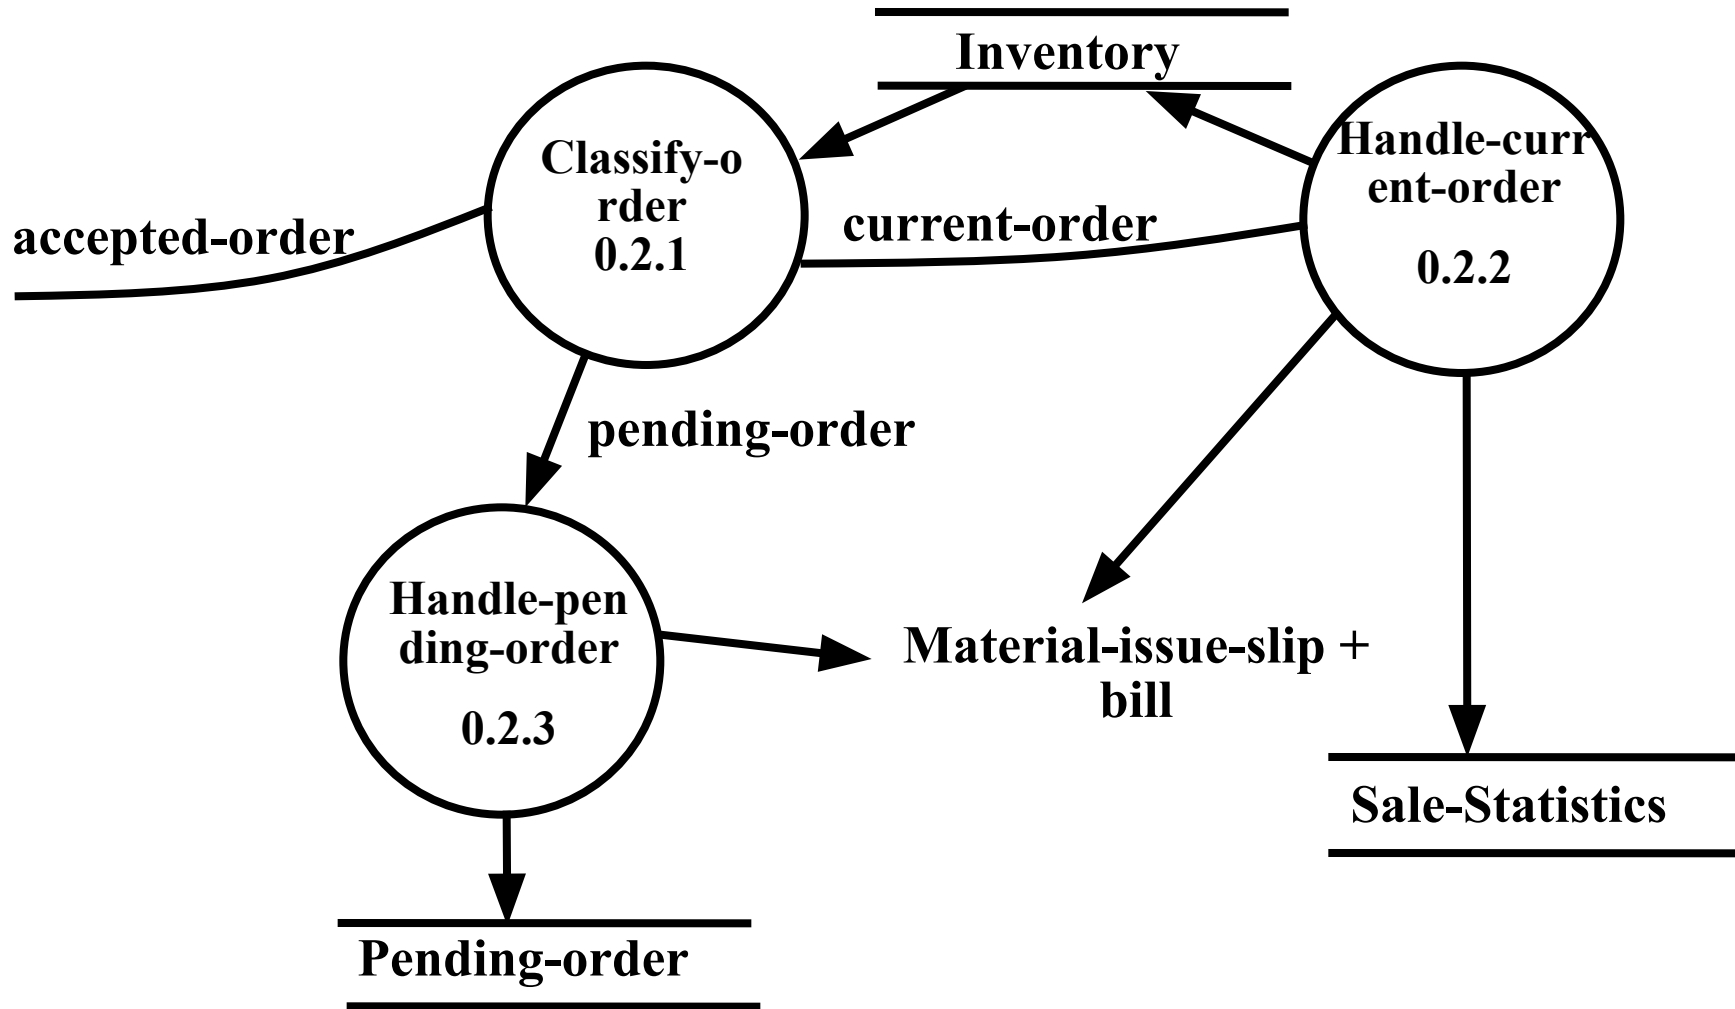 Inventory
Classify-o
rder
0.2.1
Handle-curr
ent-order
0.2.2
accepted-order
current-order
pending-order
Handle-pen
ding-order
0.2.3
Material-issue-slip +
bill
Sale-Statistics
Pending-order